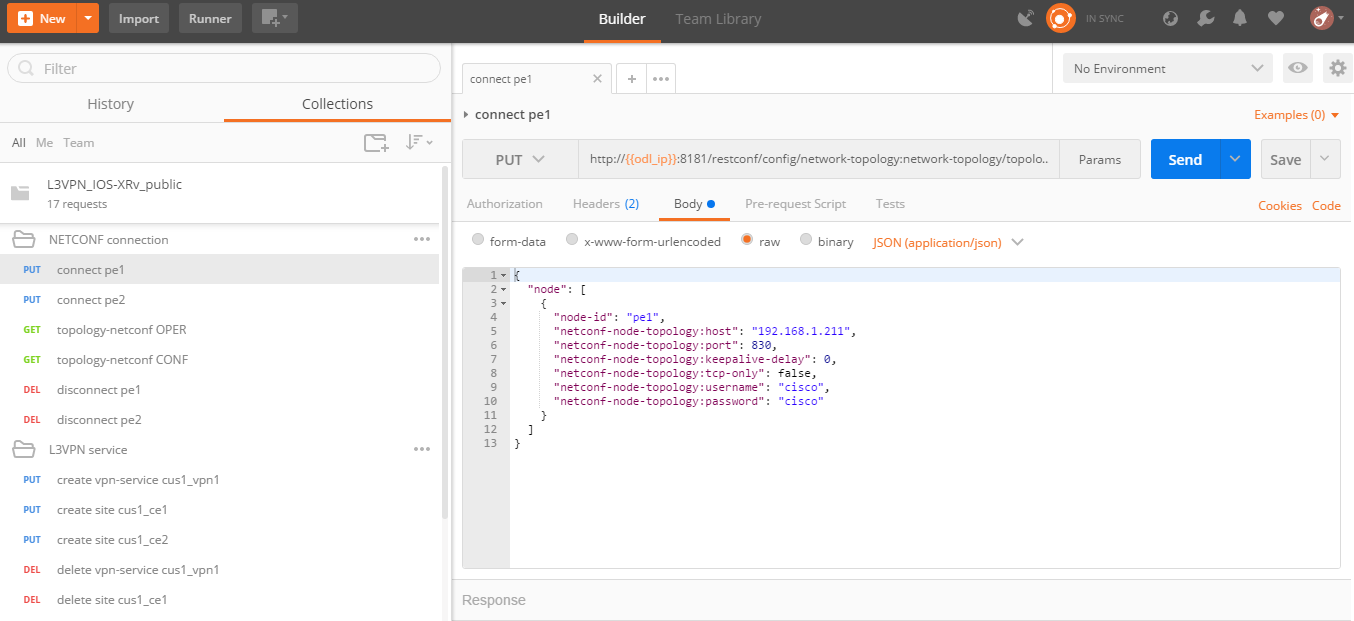 New Import Runner Builder Team Library IN SYNC
Filter
History Collections
All Me Team
L3VPN_IOS-XRv_public
17 requests
NETCONF connection
PUT connect pe1
PUT connect pe2
GET topology-netconf OPER
GET topology-netconf CONF
DEL disconnect pe1
DEL disconnect pe2
L3VPN service
PUT create vpn-service cus1_vpn1
PUT create site cus1_ce1
PUT create site cus1_ce2
DEL delete vpn-service cus1_vpn1
DEL delete site cus1_ce1
connect pe1 No Environment
connect pe1 Examples (0)
PUT http://{{odl_ip}}:8181/restconf/config/network-topology:network-topology/topolo.. Params Send Save
Authorization Headers (2) Body Pre-request Script Tests Cookies Code
form-data x-www-form-urlencoded raw binary JSON (application/json)
1 {
2 "node": [
3 {
4 "node-id": "pe1",
5 "netconf-node-topology:host": "192.168.1.211",
6 "netconf-node-topology:port": 830,
7 "netconf-node-topology:keepalive-delay": 0,
8 "netconf-node-topology:tcp-only": false,
9 "netconf-node-topology:username": "cisco",
10 "netconf-node-topology:password": "cisco"
11 }
12 ]
13 }
Response